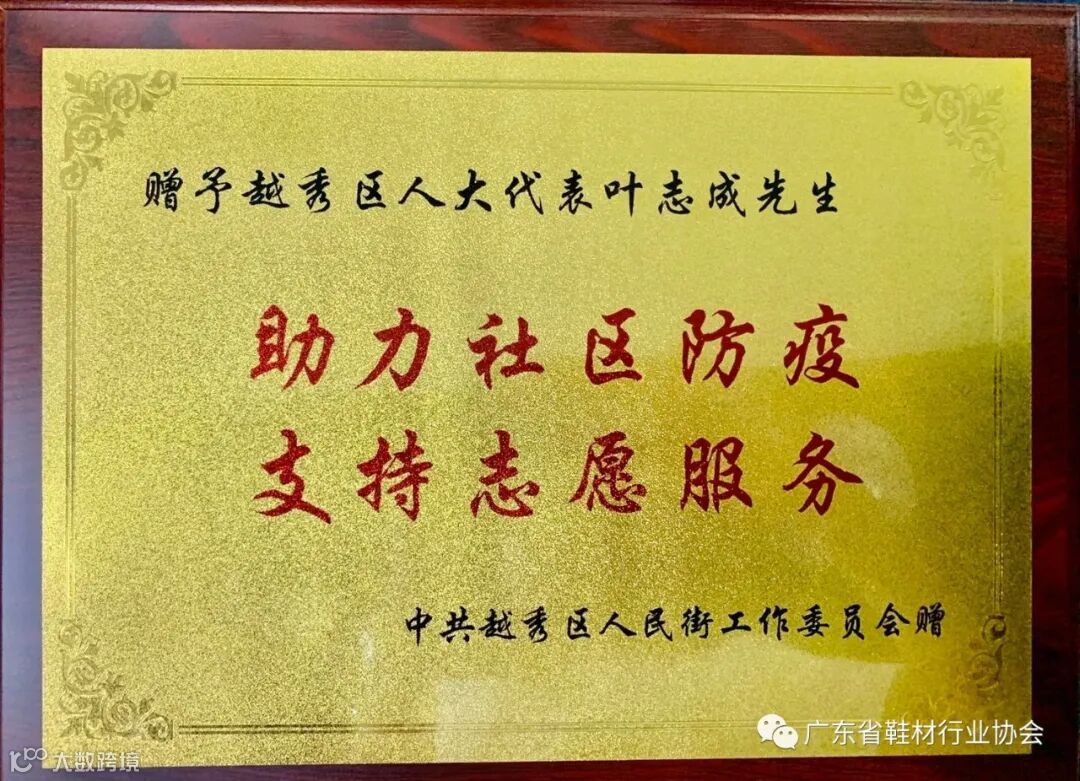 赠予越秀区人大代表叶志成先生
助力社区防疫
支持志愿服务
中共越秀区人民街工作委员会赠
广东省鞋材行业协会
大数跨境